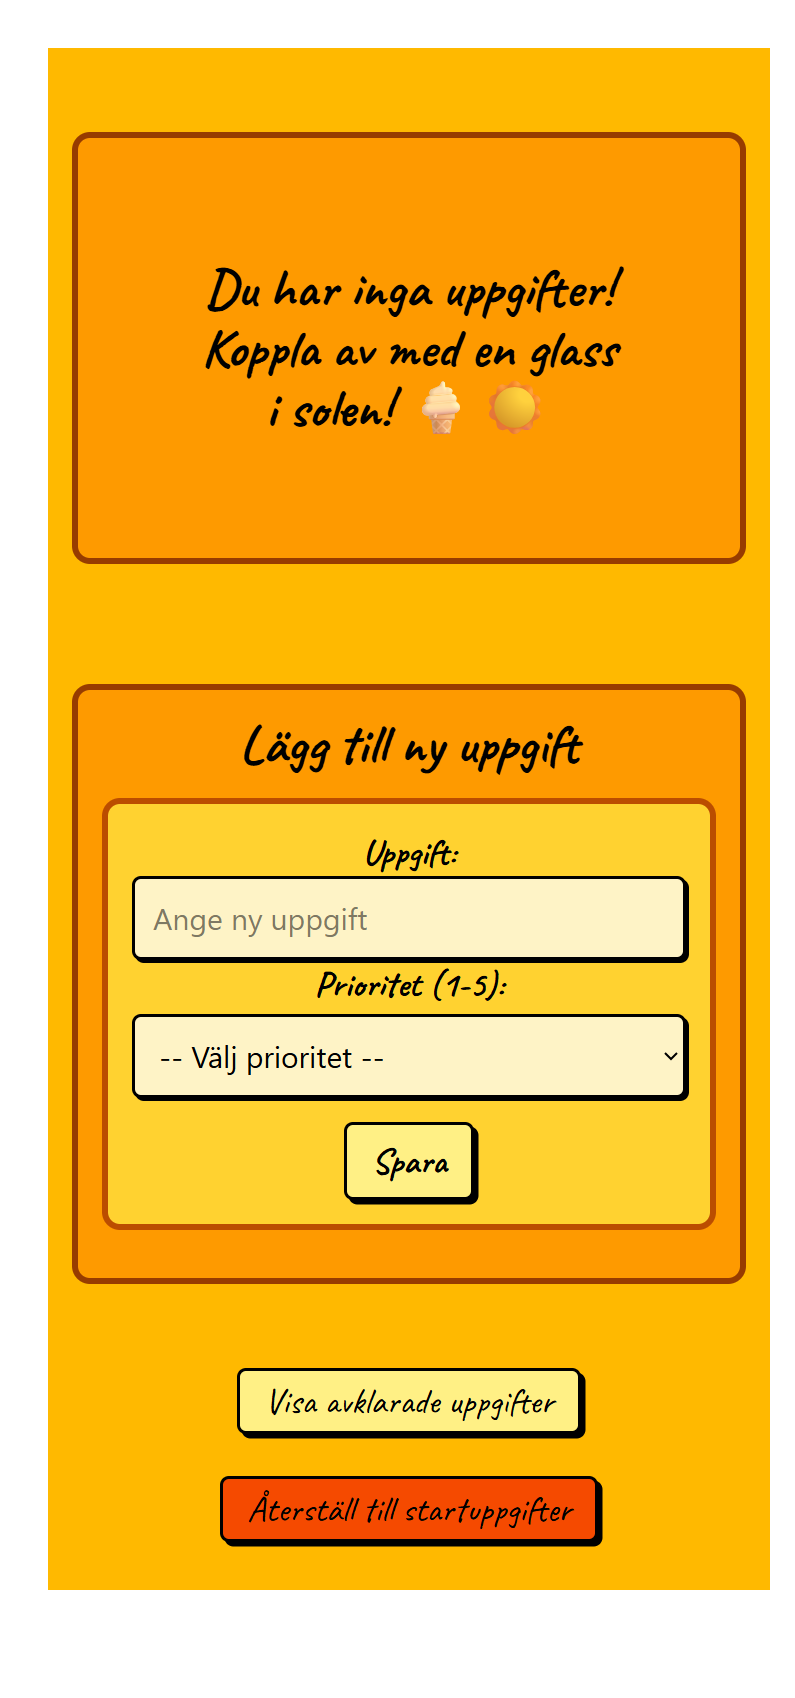 Du har inga uppgifter!
Koppla av med en glass
i solen! 🍦 🌞
Lägg till ny uppgift
Uppgift:
Ange ny uppgift
Prioritet (1-5):
-- Välj prioritet --
Spara
Visa avklarade uppgifter
Återställ till startuppgifter